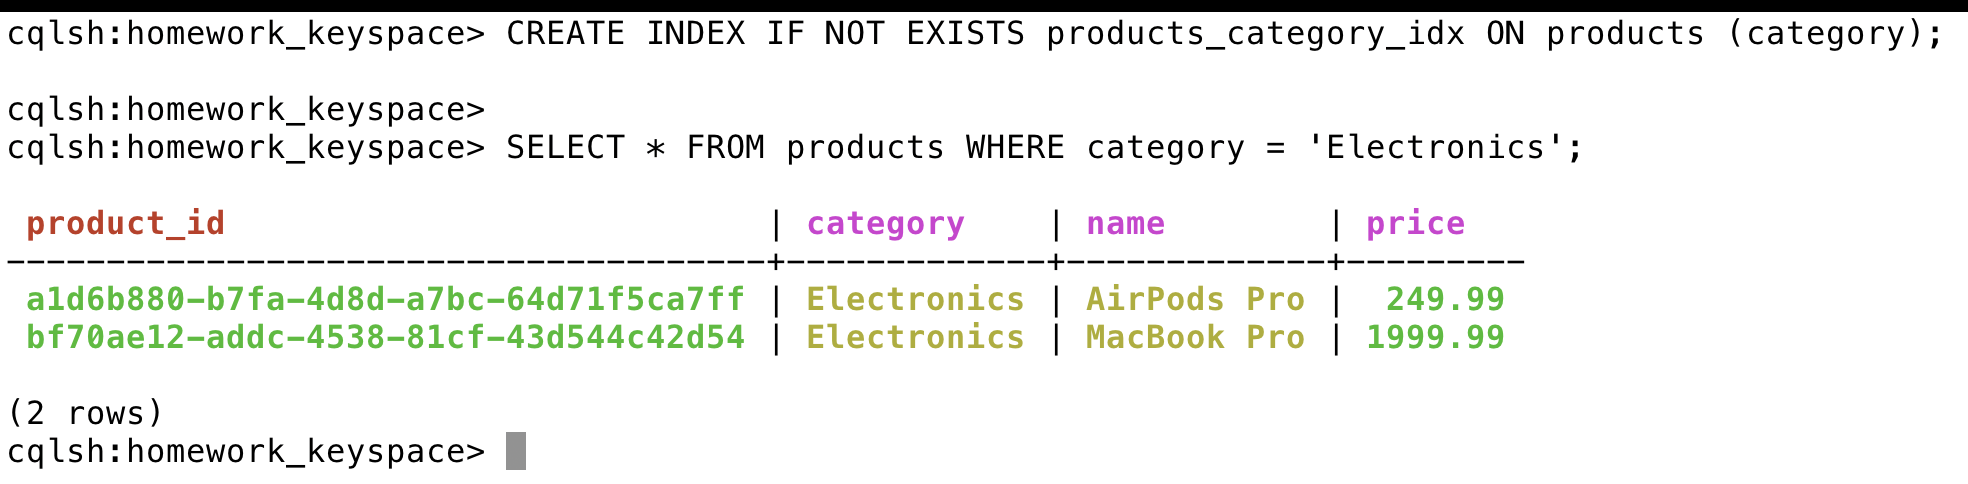 cqlsh:homework_keyspace> CREATE INDEX IF NOT EXISTS products_category_idx ON products (category);
cqlsh:homework_keyspace>
cqlsh:homework_keyspace> SELECT * FROM products WHERE category = 'Electronics';
 product_id                           | category    | name        | price
--------------------------------------+-------------+-------------+---------
 a1d6b880-b7fa-4d8d-a7bc-64d71f5ca7ff | Electronics | AirPods Pro |  249.99
 bf70ae12-addc-4538-81cf-43d544c42d54 | Electronics | MacBook Pro | 1999.99
(2 rows)
cqlsh:homework_keyspace>